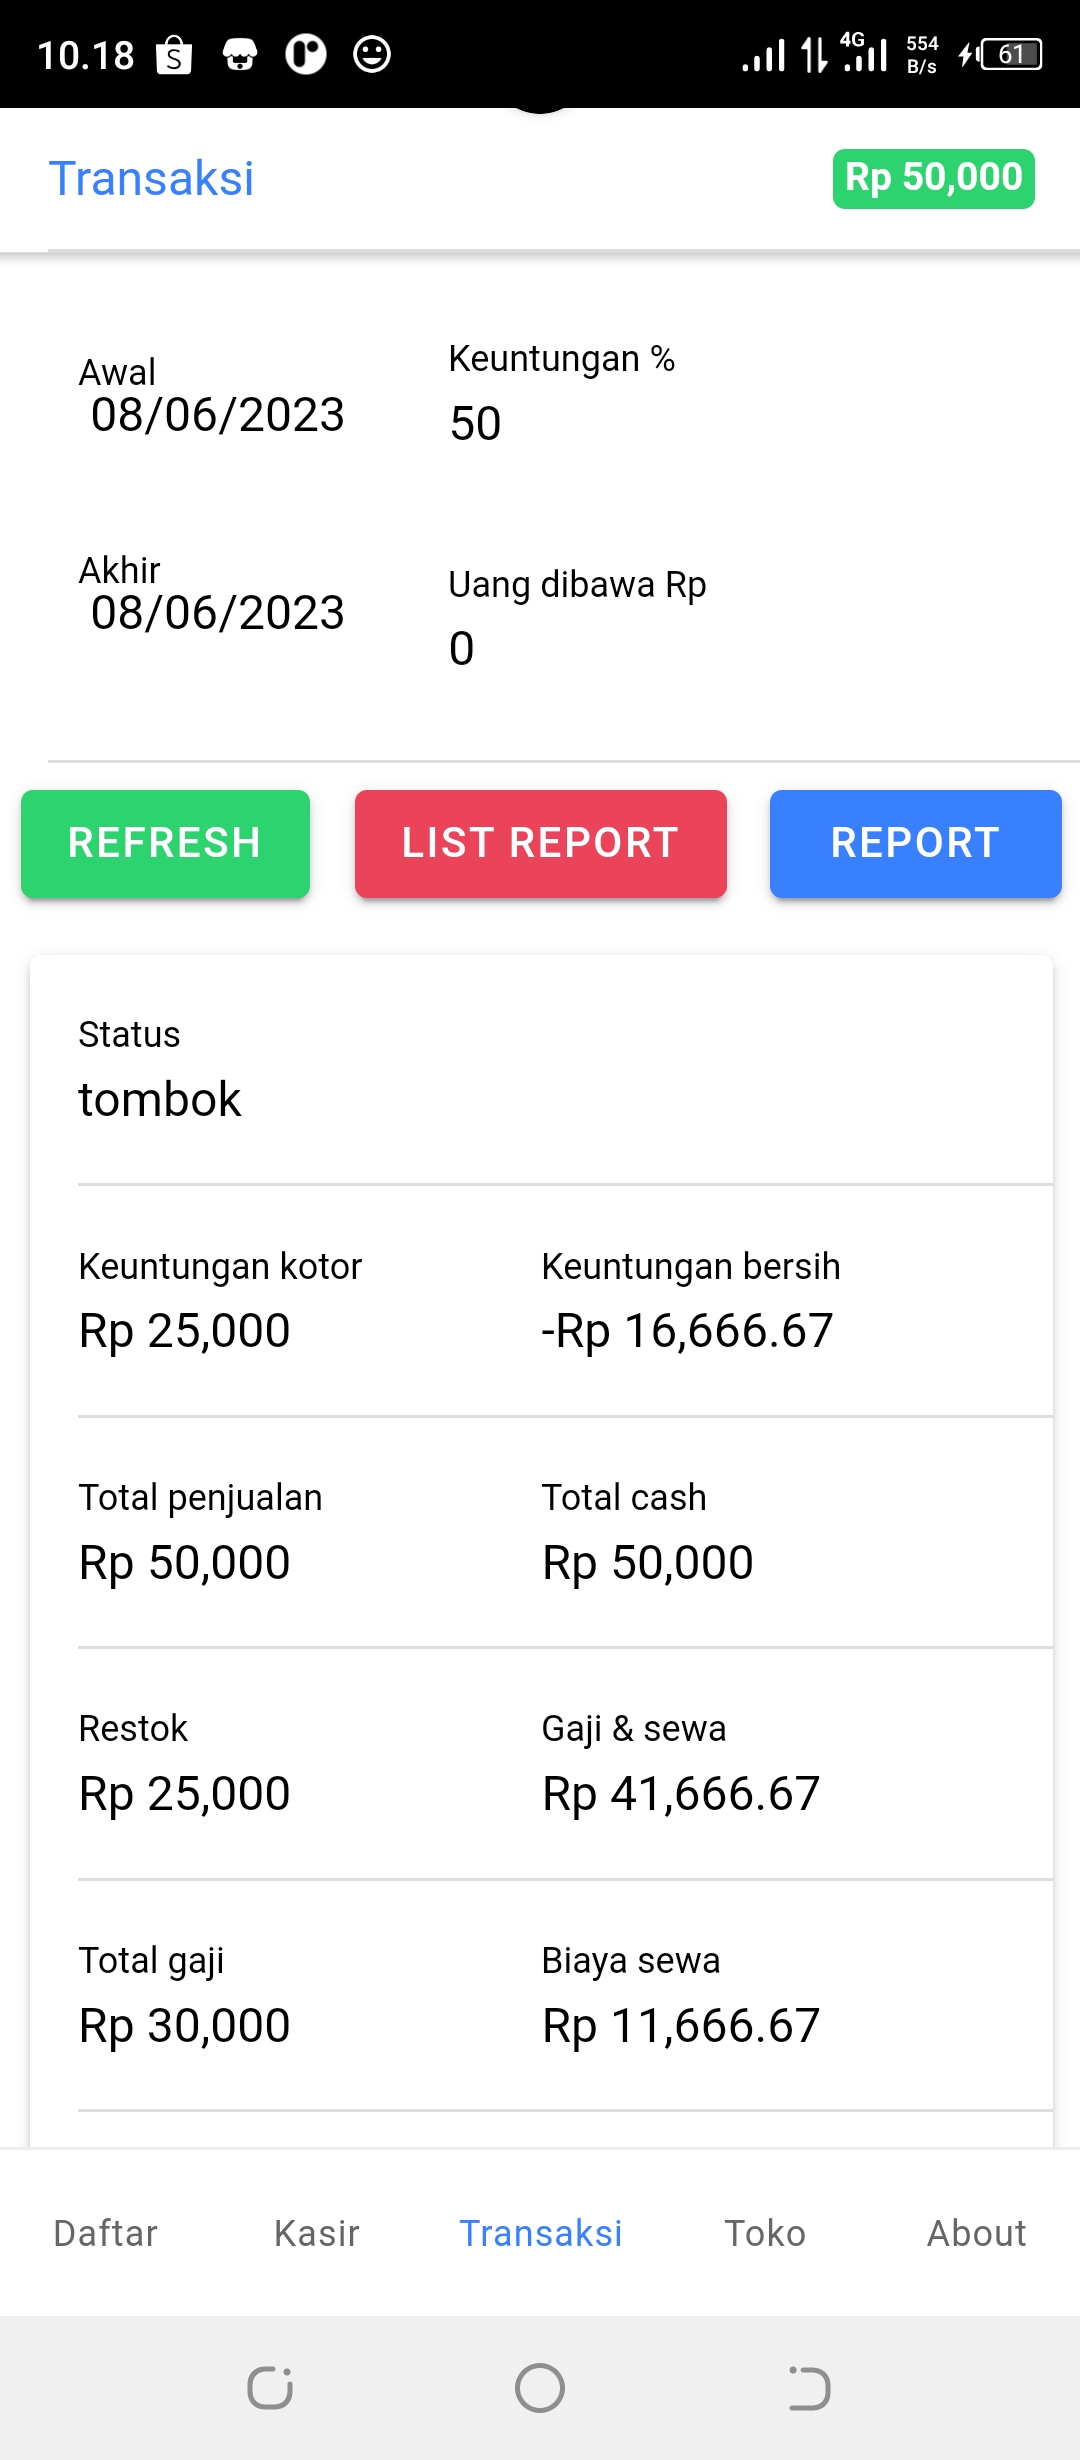 10.18 S 4G 554 B/s 61
Transaksi Rp 50,000
Awal Keuntungan %
08/06/2023 50
Akhir Uang dibawa Rp
08/06/2023 0
REFRESH LIST REPORT REPORT
Status
tombok
Keuntungan kotor Keuntungan bersih
Rp 25,000 -Rp 16,666.67
Total penjualan Total cash
Rp 50,000 Rp 50,000
Restok Gaji & sewa
Rp 25,000 Rp 41,666.67
Total gaji Biaya sewa
Rp 30,000 Rp 11,666.67
Daftar Kasir Transaksi Toko About